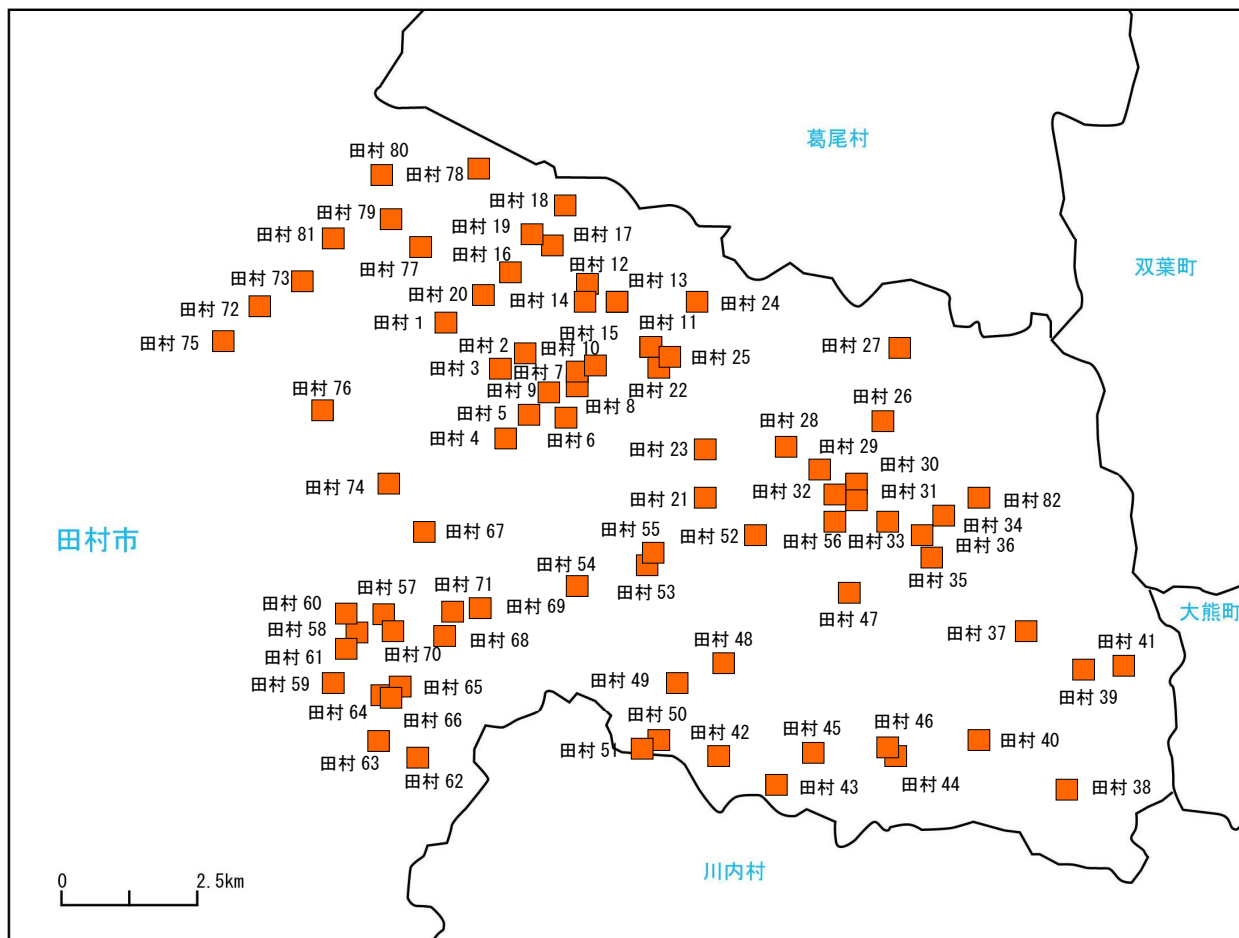 葛尾村
田村 80
田村 78
田村 18
田村 79
田村 19
田村 81
田村 17
田村 77
田村 16
双葉町
田村 12
田村 73
田村 13
田村 20
田村 14
田村 24
田村 72
田村 1
田村 15
田村 11
田村 75
田村 27
田村 2
田村 10
田村 25
田村 3
田村 7
田村 76
田村 9
田村 22
田村 26
田村 5
田村 8
田村 28
田村 4
田村 6
田村 23
田村 29
田村 30
田村 74
田村 32
田村 31
田村 21
田村 82
田村 34
田村市
田村 67
田村 55
田村 52
田村 56
田村 33
田村 36
田村 54
田村 53
田村 35
田村 57
田村 71
田村 60
田村 69
田村 47
大熊町
田村 58
田村 37
田村 68
田村 61
田村 70
田村 48
田村 41
田村 59
田村 65
田村 49
田村 39
田村 64
田村 66
田村 50
田村 42
田村 45
田村 46
田村 40
田村 51
田村 63
田村 62
田村 43
田村 44
田村 38
川内村
0
2.5km